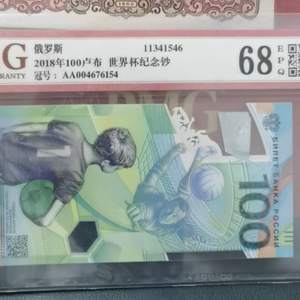 G
RANTY
俄罗斯 11341546
2018年100卢布 世界杯纪念钞
冠号：AA004676154
68
EPQ
БИЛЕТ БАНКА РОССИИ
100